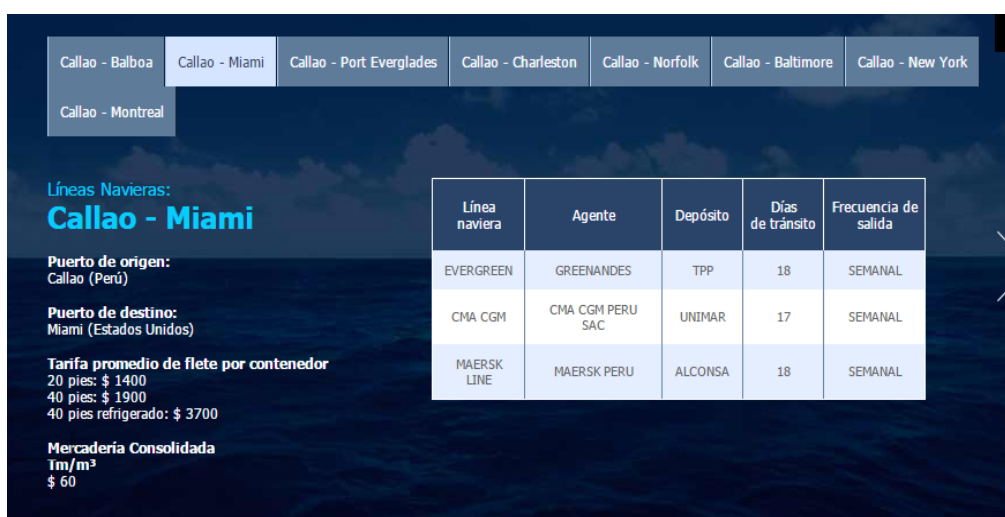 Callao - Balboa Callao - Miami Callao - Port Everglades Callao - Charleston Callao - Norfolk Callao - Baltimore Callao - New York
Callao - Montreal
Líneas Navieras:
Callao - Miami
Puerto de origen:
Callao (Perú)
Puerto de destino:
Miami (Estados Unidos)
Tarifa promedio de flete por contenedor
20 pies: $ 1400
40 pies: $ 1900
40 pies refrigerado: $ 3700
Mercadería Consolidada
Tm/m³
$ 60
Línea naviera Agente Depósito Días de tránsito Frecuencia de salida
EVERGREEN GREENANDES TPP 18 SEMANAL
CMA CGM CMA CGM PERU SAC UNIMAR 17 SEMANAL
MAERSK LINE MAERSK PERU ALCONSA 18 SEMANAL